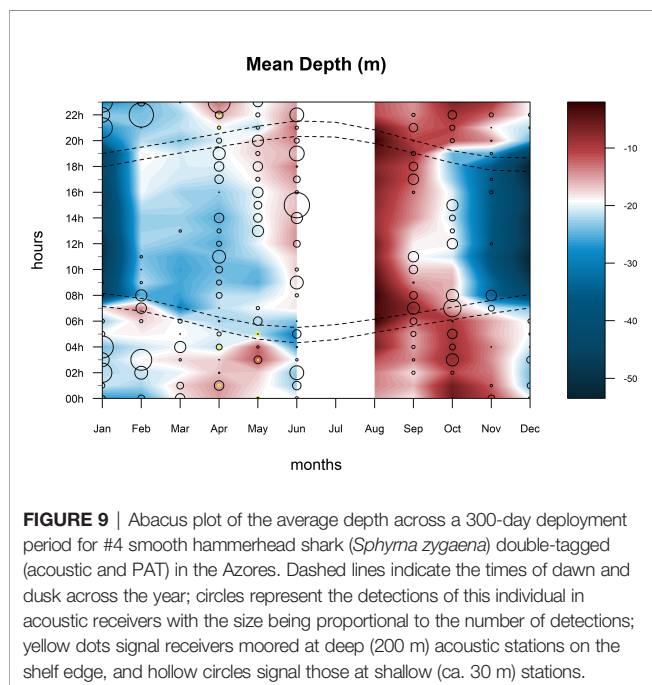 Mean Depth (m)
22h
20h
18h
16h
14h
12h
10h
08h
06h
04h
02h
00h
hours
Jan Feb Mar Apr May Jun Jul Aug Sep Oct Nov Dec
months
-10
-20
-30
-40
-50
FIGURE 9 | Abacus plot of the average depth across a 300-day deployment
period for #4 smooth hammerhead shark (Sphyrna zygaena) double-tagged
(acoustic and PAT) in the Azores. Dashed lines indicate the times of dawn and
dusk across the year; circles represent the detections of this individual in
acoustic receivers with the size being proportional to the number of detections;
yellow dots signal receivers moored at deep (200 m) acoustic stations on the
shelf edge, and hollow circles signal those at shallow (ca. 30 m) stations.